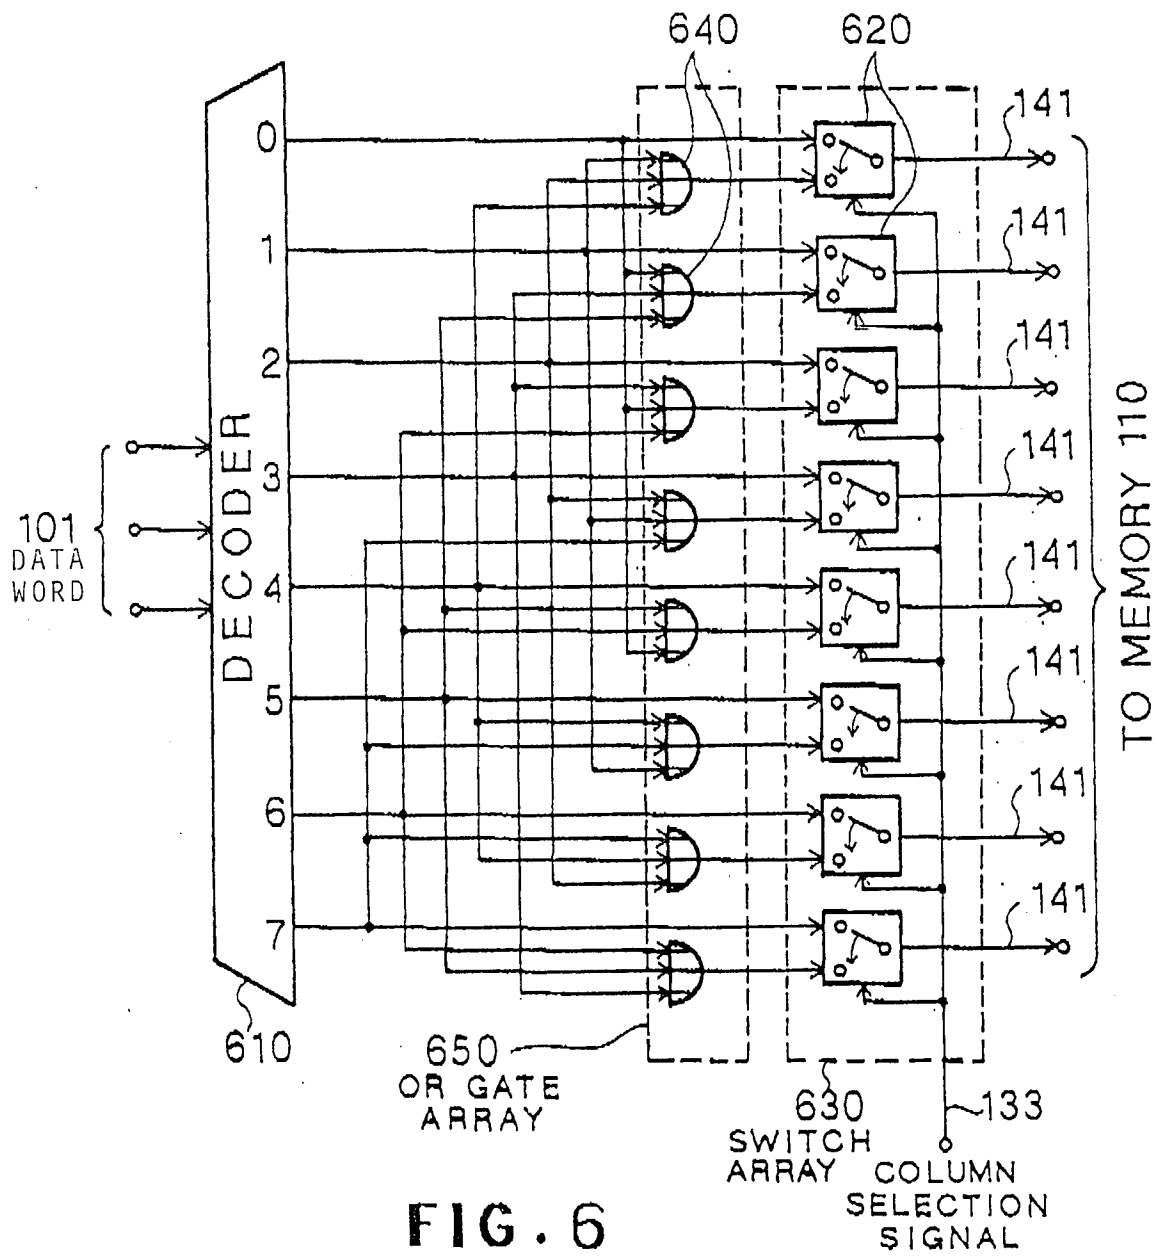 640
620
0
141
1
141
2
141
3
141
4
141
5
141
6
141
7
141
DECODER
101
DATA
WORD
TO MEMORY 110
610
650
OR GATE
ARRAY
630
SWITCH
ARRAY
133
COLUMN
SELECTION
SIGNAL
FIG. 6